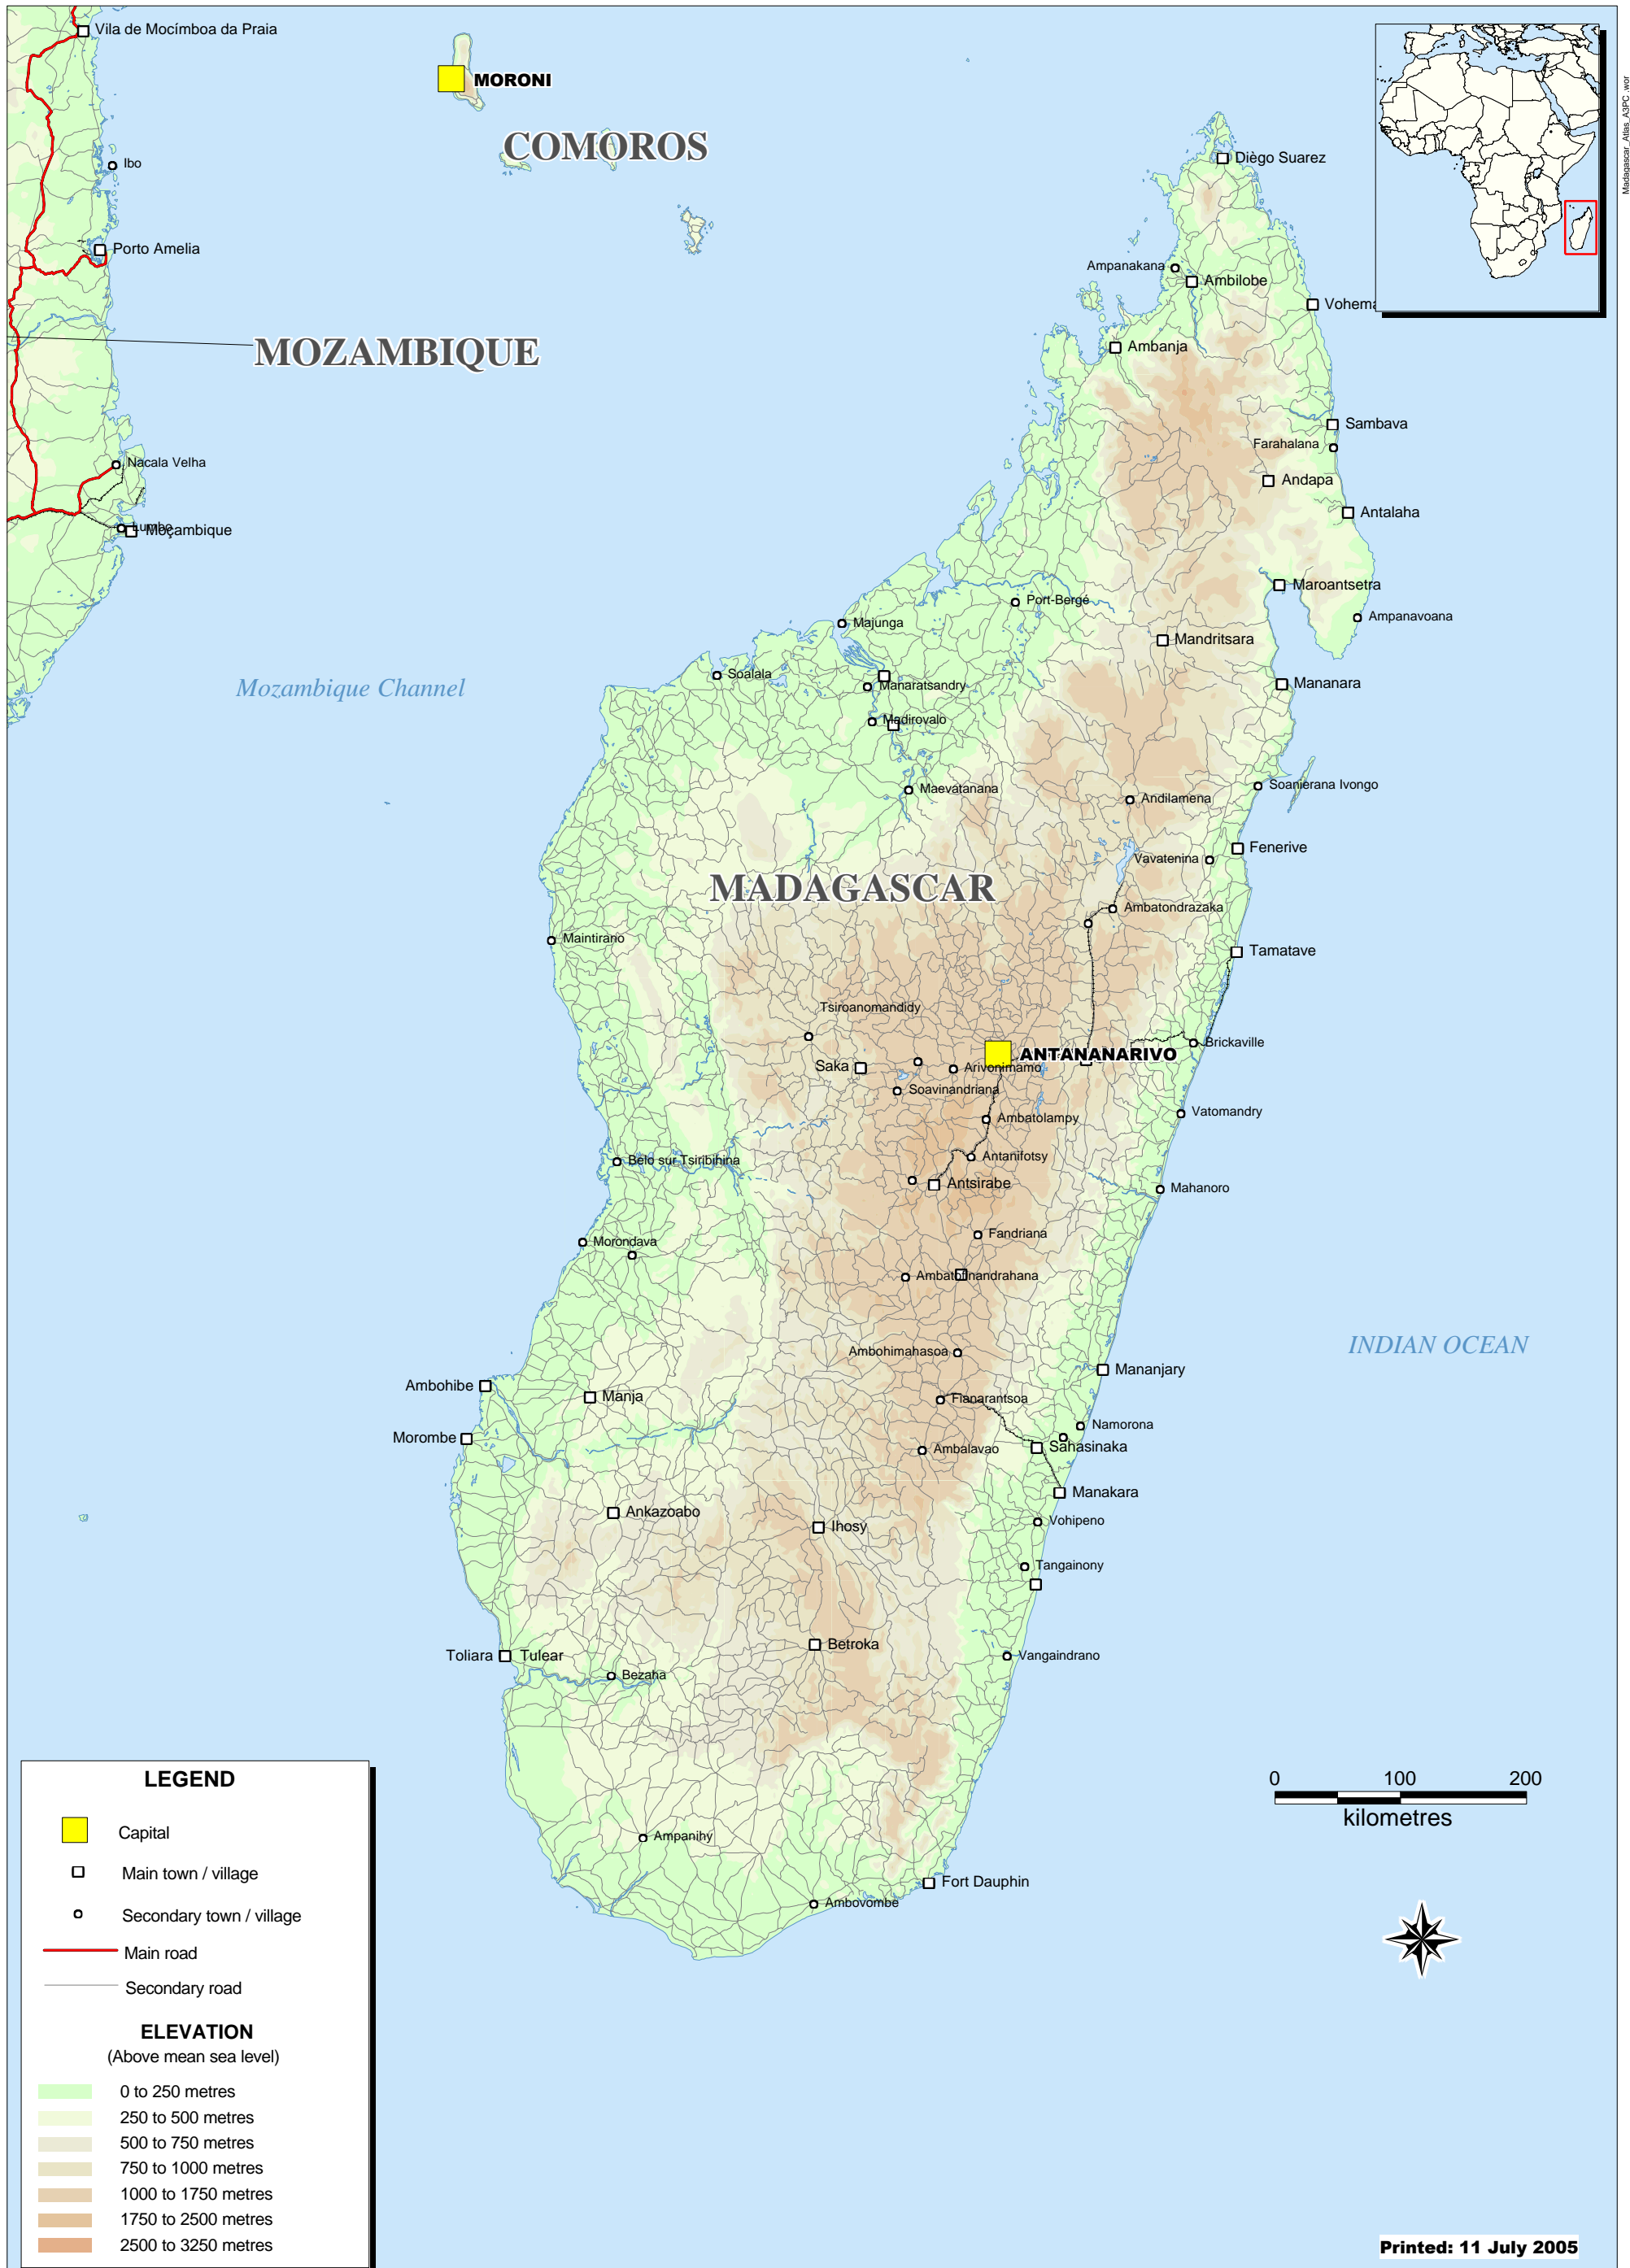 Vila de Mocímboa da Praia
MORONI
COMOROS
Madagascar_Atlas_A3PC .wor
Diègo Suarez
Ibo
Porto Amelia
Ampanakana
Ambilobe
Vohema
MOZAMBIQUE
Ambanja
Sambava
Farahalana
Nacala Velha
Andapa
Antalaha
Lumbo
Moçambique
Maroantsetra
Port-Bergé
Ampanavoana
Majunga
Mandritsara
Soalala
Manaratsandry
Mananara
Mozambique Channel
Madirovalo
Maevatanana
Soanierana Ivongo
Andilamena
Fenerive
Vavatenina
MADAGASCAR
Ambatondrazaka
Maintirano
Tamatave
Tsiroanomandidy
Brickaville
ANTANANARIVO
Saka
Arivonimamo
Soavinandriana
Vatomandry
Ambatolampy
Antanifotsy
Belo sur Tsiribihina
Antsirabe
Mahanoro
Fandriana
Morondava
Ambatofinandrahana
INDIAN OCEAN
Ambohimahasoa
Mananjary
Ambohibe
Manja
Fianarantsoa
Namorona
Morombe
Sahasinaka
Ambalavao
Manakara
Ankazoabo
Vohipeno
Ihosy
Tangainony
Betroka
Toliara
Tulear
Vangaindrano
Bezaha
Ampanihy
Fort Dauphin
Ambovombe
0 100 200
kilometres
LEGEND
Capital
Main town / village
Secondary town / village
Main road
Secondary road
ELEVATION
(Above mean sea level)
0 to 250 metres
250 to 500 metres
500 to 750 metres
750 to 1000 metres
1000 to 1750 metres
1750 to 2500 metres
2500 to 3250 metres
Printed: 11 July 2005